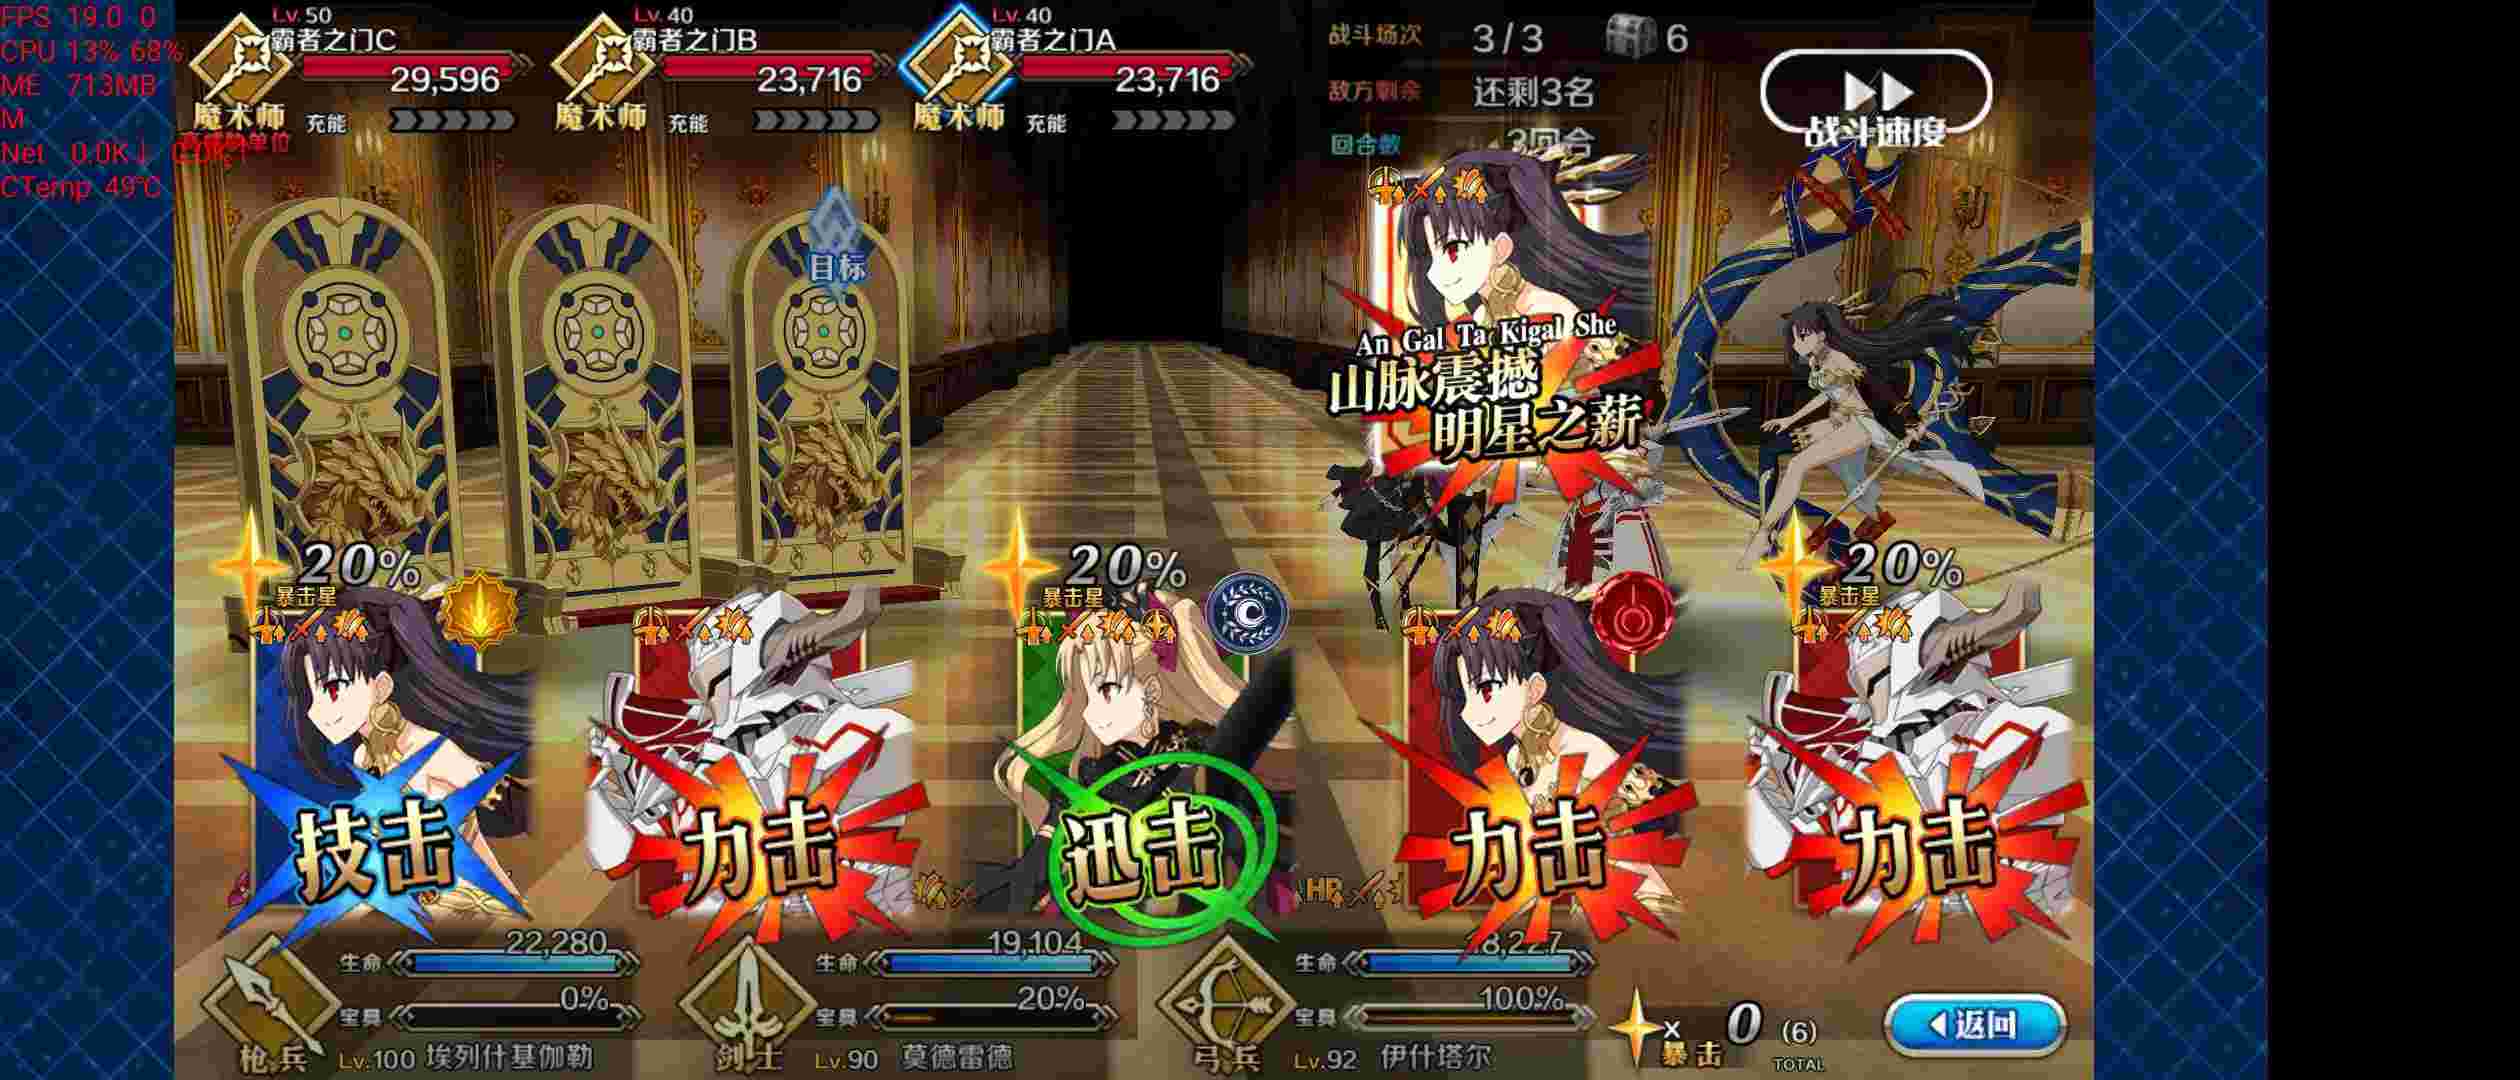 FPS 19.0 0
CPU 13% 68%
ME 713MB
M
Net 0.0K↓
CTemp 49℃
Lv.50
霸者之门C
29,596
魔术师
充能
Lv.40
霸者之门B
23,716
魔术师
充能
Lv.40
霸者之门A
23,716
魔术师
充能
战斗场次 3/3 6
敌方剩余 还剩3名
回合数 3回合
战斗速度
目标
An Gal Ta Kigal She
山脉震撼
明星之薪
20%
暴击星
20%
暴击星
20%
暴击星
技击
力击
迅击
力击
力击
HP
生命 22,280
宝具 0%
枪兵
Lv.100 埃列什基伽勒
生命 19,104
宝具 20%
剑士
Lv.90 莫德雷德
生命 18,227
宝具 100%
弓兵
Lv.92 伊什塔尔
x 0 (6)
暴击 TOTAL
返回